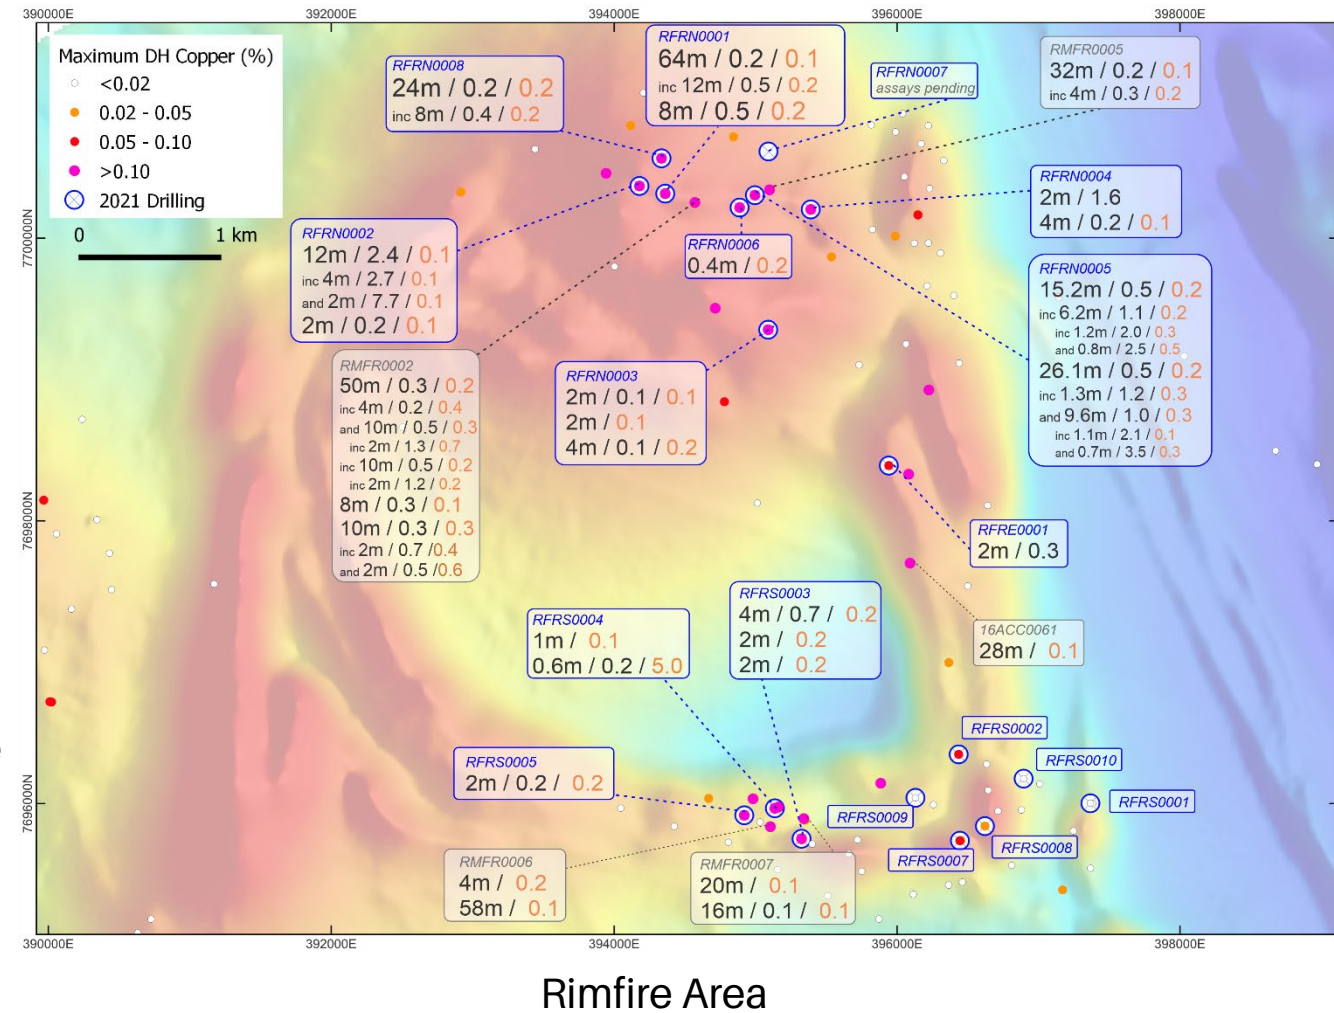 390000E
392000E
394000E
396000E
398000E
Maximum DH Copper (%)
<0.02
0.02 - 0.05
0.05 - 0.10
>0.10
2021 Drilling
0 1 km
7700000N
7698000N
7696000N
RFRN0008
24m / 0.2 / 0.2
inc 8m / 0.4 / 0.2
RFRN0001
64m / 0.2 / 0.1
inc 12m / 0.5 / 0.2
8m / 0.5 / 0.2
RFRN0007
assays pending
RMFR0005
32m / 0.2 / 0.1
inc 4m / 0.3 / 0.2
RFRN0004
2m / 1.6
4m / 0.2 / 0.1
RFRN0002
12m / 2.4 / 0.1
inc 4m / 2.7 / 0.1
and 2m / 7.7 / 0.1
2m / 0.2 / 0.1
RFRN0006
0.4m / 0.2
RFRN0005
15.2m / 0.5 / 0.2
inc 6.2m / 1.1 / 0.2
inc 1.2m / 2.0 / 0.3
and 0.8m / 2.5 / 0.5
26.1m / 0.5 / 0.2
inc 1.3m / 1.2 / 0.3
and 9.6m / 1.0 / 0.3
inc 1.1m / 2.1 / 0.1
and 0.7m / 3.5 / 0.3
RMFR0002
50m / 0.3 / 0.2
inc 4m / 0.2 / 0.4
and 10m / 0.5 / 0.3
inc 2m / 1.3 / 0.7
inc 10m / 0.5 / 0.2
inc 2m / 1.2 / 0.2
8m / 0.3 / 0.1
10m / 0.3 / 0.3
inc 2m / 0.7 /0.4
and 2m / 0.5 /0.6
RFRN0003
2m / 0.1 / 0.1
2m / 0.1
4m / 0.1 / 0.2
RFRE0001
2m / 0.3
16ACC0061
28m / 0.1
RFRS0003
4m / 0.7 / 0.2
2m / 0.2
2m / 0.2
RFRS0004
1m / 0.1
0.6m / 0.2 / 5.0
RFRS0005
2m / 0.2 / 0.2
RFRS0002
RFRS0010
RFRS0001
RFRS0009
RFRS0008
RFRS0007
RMFR0006
4m / 0.2
58m / 0.1
RMFR0007
20m / 0.1
16m / 0.1 / 0.1
390000E
392000E
394000E
396000E
398000E
Rimfire Area